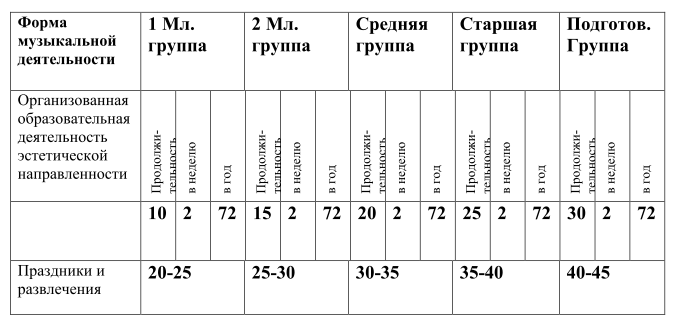 Форма музыкальной деятельности | 1 Мл. группа | 2 Мл. группа | Средняя группа | Старшая группа | Подготов. Группа
Организованная образовательная деятельность эстетической направленности | Продолжи-тельность | в неделю | в год | Продолжи-тельность | в неделю | в год | Продолжи-тельность | в неделю | в год | Продолжи-тельность | в неделю | в год | Продолжи-тельность | в неделю | в год
10 | 2 | 72 | 15 | 2 | 72 | 20 | 2 | 72 | 25 | 2 | 72 | 30 | 2 | 72
Праздники и развлечения | 20-25 | 25-30 | 30-35 | 35-40 | 40-45